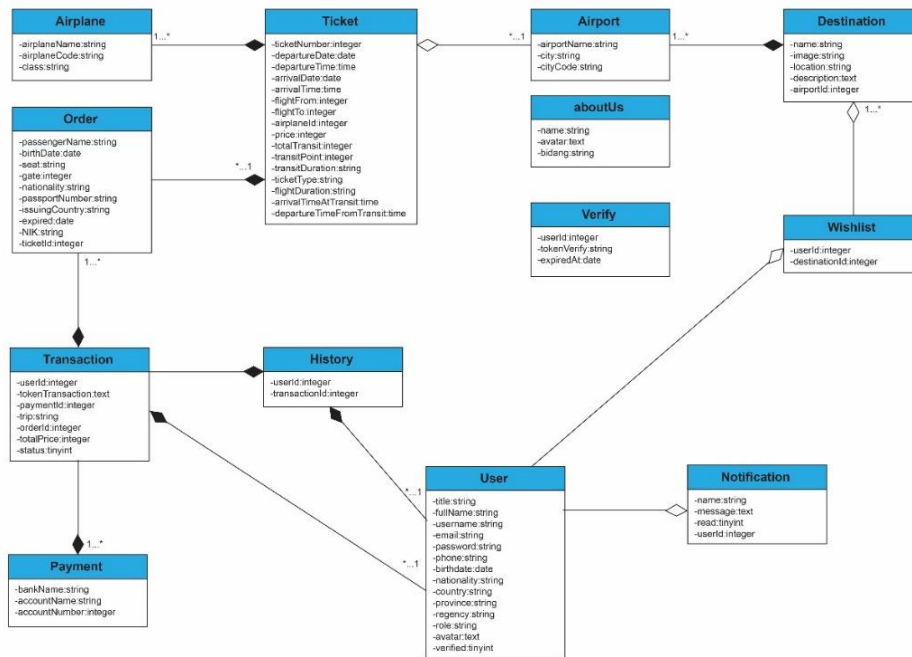 Airplane
-airplaneName:string
-airplaneCode:string
-class:string
1...*
Ticket
-ticketNumber:integer
-departureDate:date
-departureTime:time
-arrivalDate:date
-arrivalTime:time
-flightFrom:integer
-flightTo:integer
-airplaneId:integer
-price:integer
-totalTransit:integer
-transitPoint:integer
-transitDuration:string
-ticketType:string
-flightDuration:string
-arrivalTimeAtTransit:time
-departureTimeFromTransit:time
*...1
Airport
-airportName:string
-city:string
-cityCode:string
1...*
Destination
-name:string
-image:string
-location:string
-description:text
-airportId:integer
1...*
Order
-passengerName:string
-birthDate:date
-seat:string
-gate:integer
-nationality:string
-passportNumber:string
-issuingCountry:string
-expired:date
-NIK:string
-ticketId:integer
*...1
1...*
aboutUs
-name:string
-avatar:text
-bidang:string
Verify
-userId:integer
-tokenVerify:string
-expiredAt:date
Wishlist
-userId:integer
-destinationId:integer
Transaction
-userId:integer
-tokenTransaction:text
-paymentId:integer
-trip:string
-orderId:integer
-totalPrice:integer
-status:tinyint
History
-userId:integer
-transactionId:integer
*...1
*...1
User
-title:string
-fullName:string
-username:string
-email:string
-password:string
-phone:string
-birthdate:date
-nationality:string
-country:string
-province:string
-regency:string
-role:string
-avatar:text
-verified:tinyint
Notification
-name:string
-message:text
-read:tinyint
-userId:integer
1...*
Payment
-bankName:string
-accountName:string
-accountNumber:integer